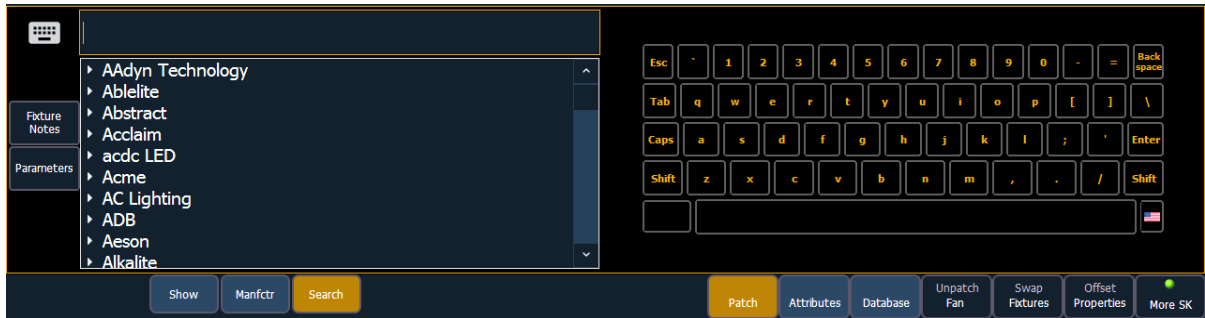 AAdyn Technology
Ablelite
Abstract
Acclaim
acdc LED
Acme
AC Lighting
ADB
Aeson
Alkalite
Fixture
Notes
Parameters
Esc ` 1 2 3 4 5 6 7 8 9 0 - = Back space
Tab q w e r t y u i o p [ ] \
Caps a s d f g h j k l ; ' Enter
Shift z x c v b n m , . / Shift
Show Manfctr Search
Patch Attributes Database
Unpatch
Fan
Swap
Fixtures
Offset
Properties
More SK